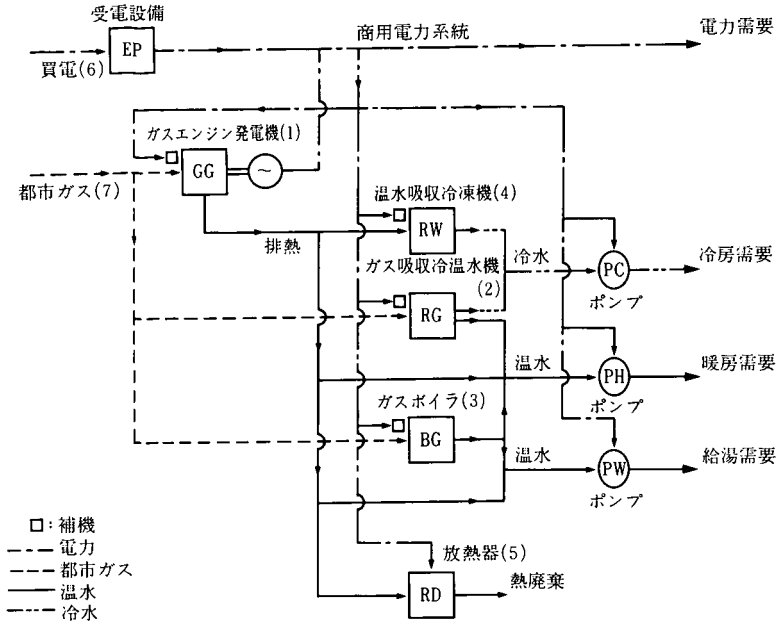 受電設備
EP
買電(6)
商用電力系統
電力需要
ガスエンジン発電機(1)
GG
~
都市ガス(7)
排熱
温水吸収冷凍機(4)
RW
冷水
ガス吸収冷温水機
(2)
RG
PC
ポンプ
冷房需要
温水
PH
ポンプ
暖房需要
ガスボイラ(3)
BG
温水
PW
ポンプ
給湯需要
放熱器(5)
RD
熱廃棄
□:補機
電力
都市ガス
温水
冷水